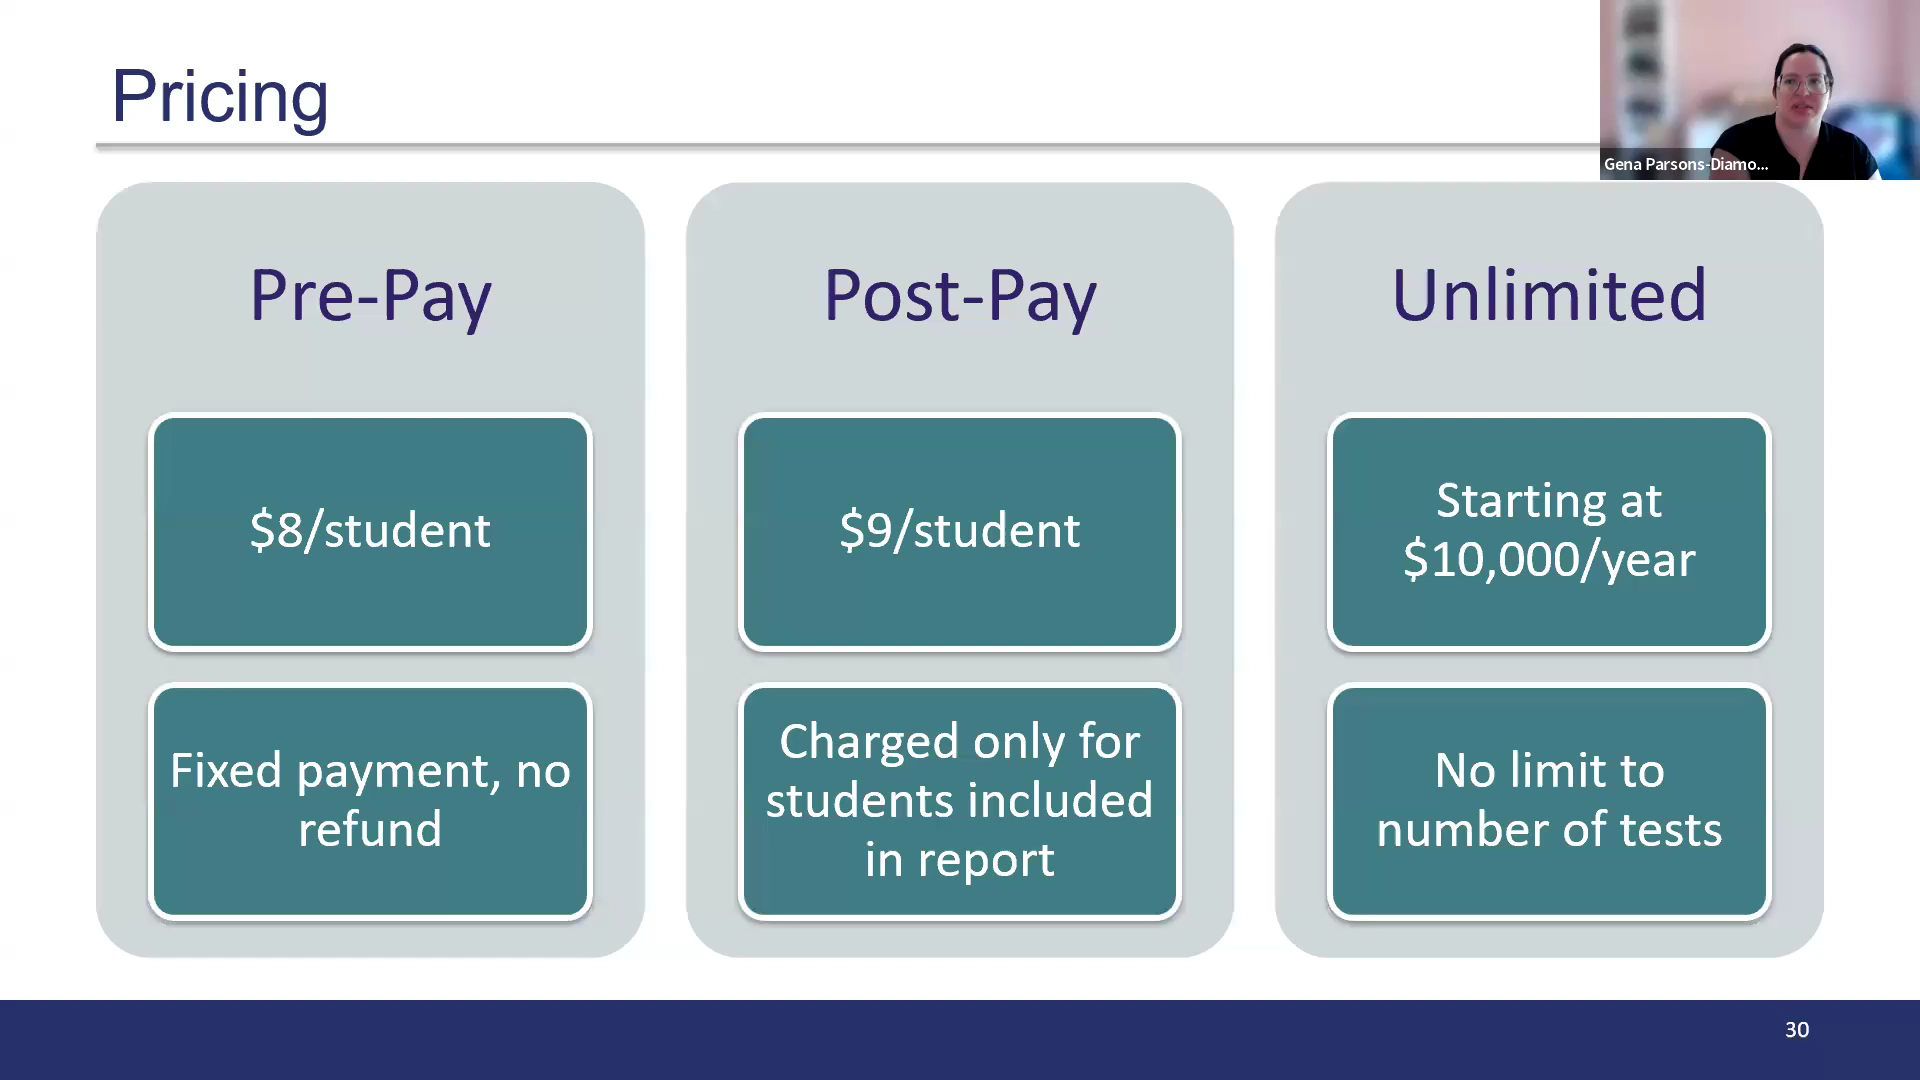 Pricing
Gena Parsons-Diamo...
Pre-Pay
$8/student
Fixed payment, no
refund
Post-Pay
$9/student
Charged only for
students included
in report
Unlimited
Starting at
$10,000/year
No limit to
number of tests
30